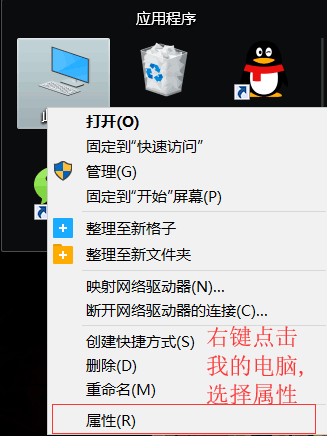 应用程序
打开(O)
固定到"快速访问"
管理(G)
固定到"开始"屏幕(P)
整理至新格子
整理至新文件夹
映射网络驱动器(N)...
断开网络驱动器的连接(C)...
创建快捷方式(S)
删除(D)
重命名(M)
属性(R)
右键点击
我的电脑,
选择属性